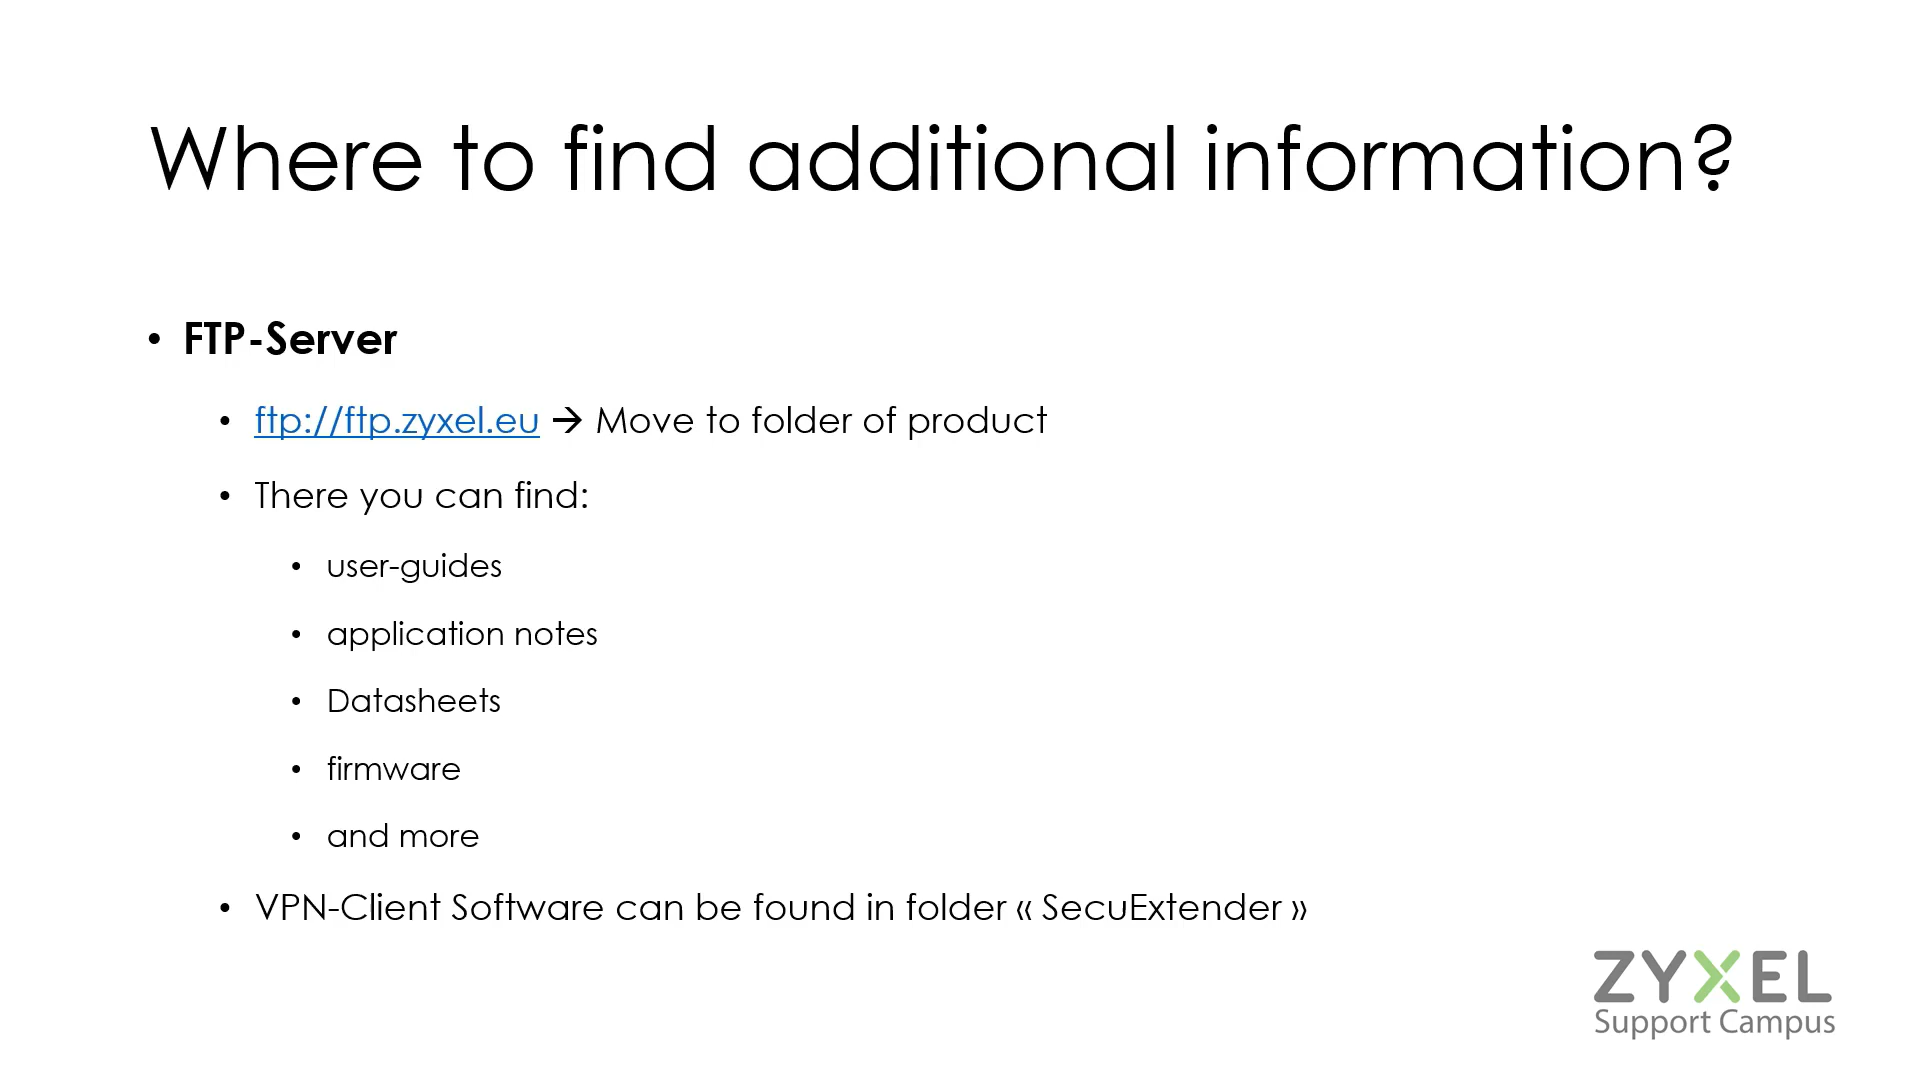 Where to find additional information?
• FTP-Server
• ftp://ftp.zyxel.eu → Move to folder of product
• There you can find:
• user-guides
• application notes
• Datasheets
• firmware
• and more
• VPN-Client Software can be found in folder « SecuExtender »
ZYXEL
Support Campus